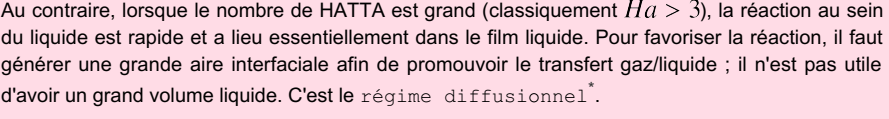 Au contraire, lorsque le nombre de HATTA est grand (classiquement Ha > 3), la réaction au sein
du liquide est rapide et a lieu essentiellement dans le film liquide. Pour favoriser la réaction, il faut
générer une grande aire interfaciale afin de promouvoir le transfert gaz/liquide ; il n'est pas utile
d'avoir un grand volume liquide. C'est le régime diffusionnel*.